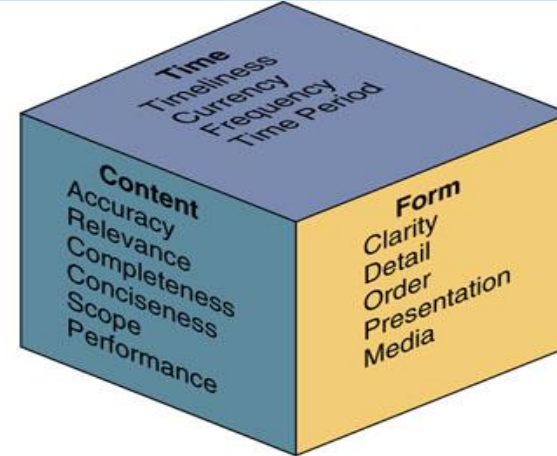 Time
Timeliness
Currency
Frequency
Time Period
Content
Accuracy
Relevance
Completeness
Conciseness
Scope
Performance
Form
Clarity
Detail
Order
Presentation
Media